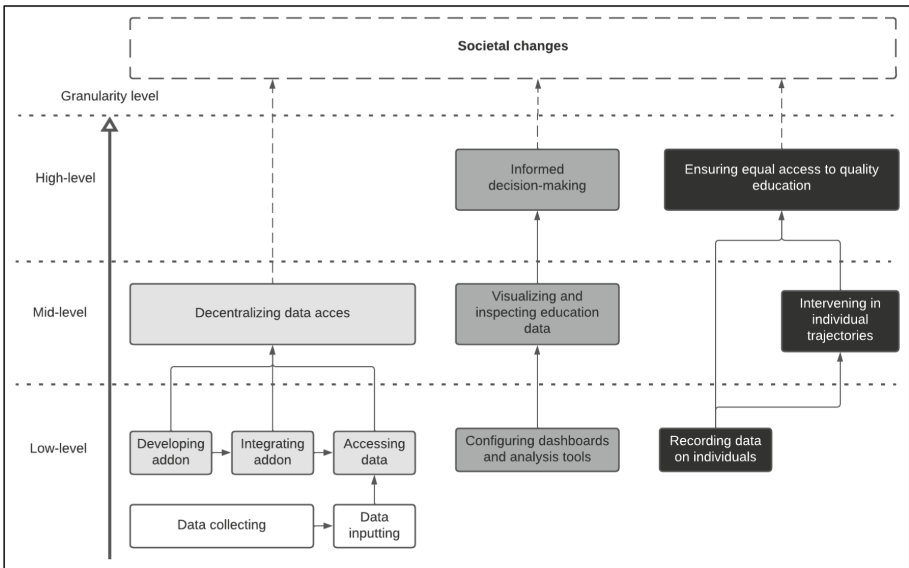 Societal changes
Granularity level
High-level
Informed
decision-making
Ensuring equal access to quality
education
Mid-level
Decentralizing data acces
Visualizing and
inspecting education
data
Intervening in
individual
trajectories
Low-level
Developing
addon
Integrating
addon
Accessing
data
Configuring dashboards
and analysis tools
Recording data
on individuals
Data collecting
Data
inputting